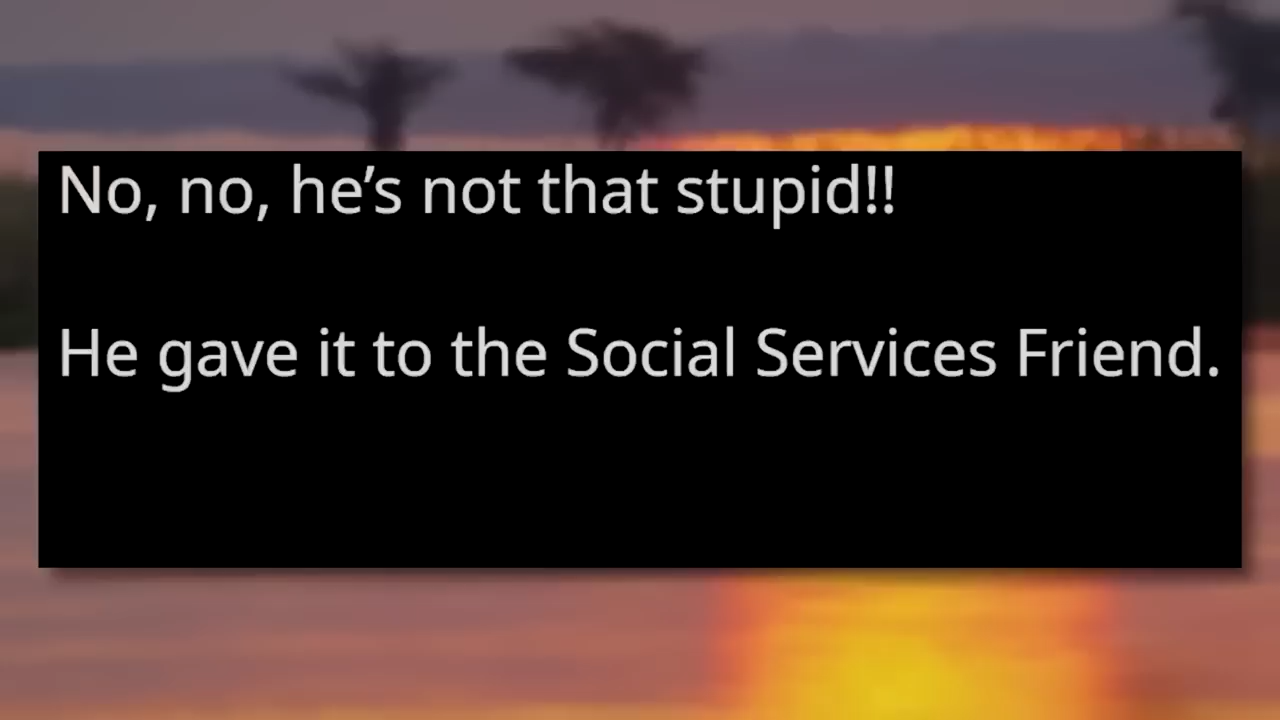 No, no, he’s not that stupid!!
He gave it to the Social Services Friend.